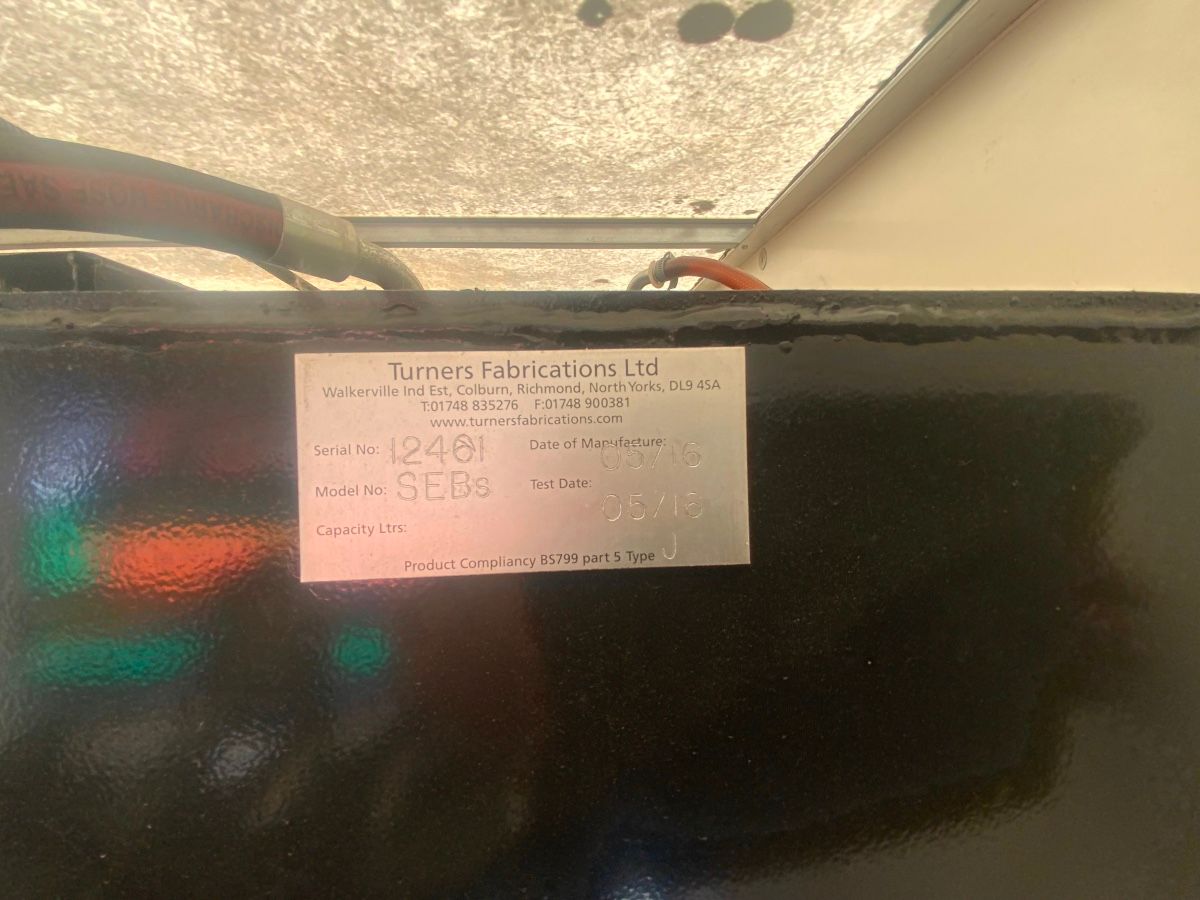 Turners Fabrications Ltd
Walkerville Ind Est, Colburn, Richmond, North Yorks, DL9 4SA
T:01748 835276 F:01748 900381
www.turnersfabrications.com
Serial No: 12461 Date of Manufacture: 05/16
Model No: SEBs Test Date: 05/16
Capacity Ltrs:
Product Compliancy BS799 part 5 Type J
HOSE SAE